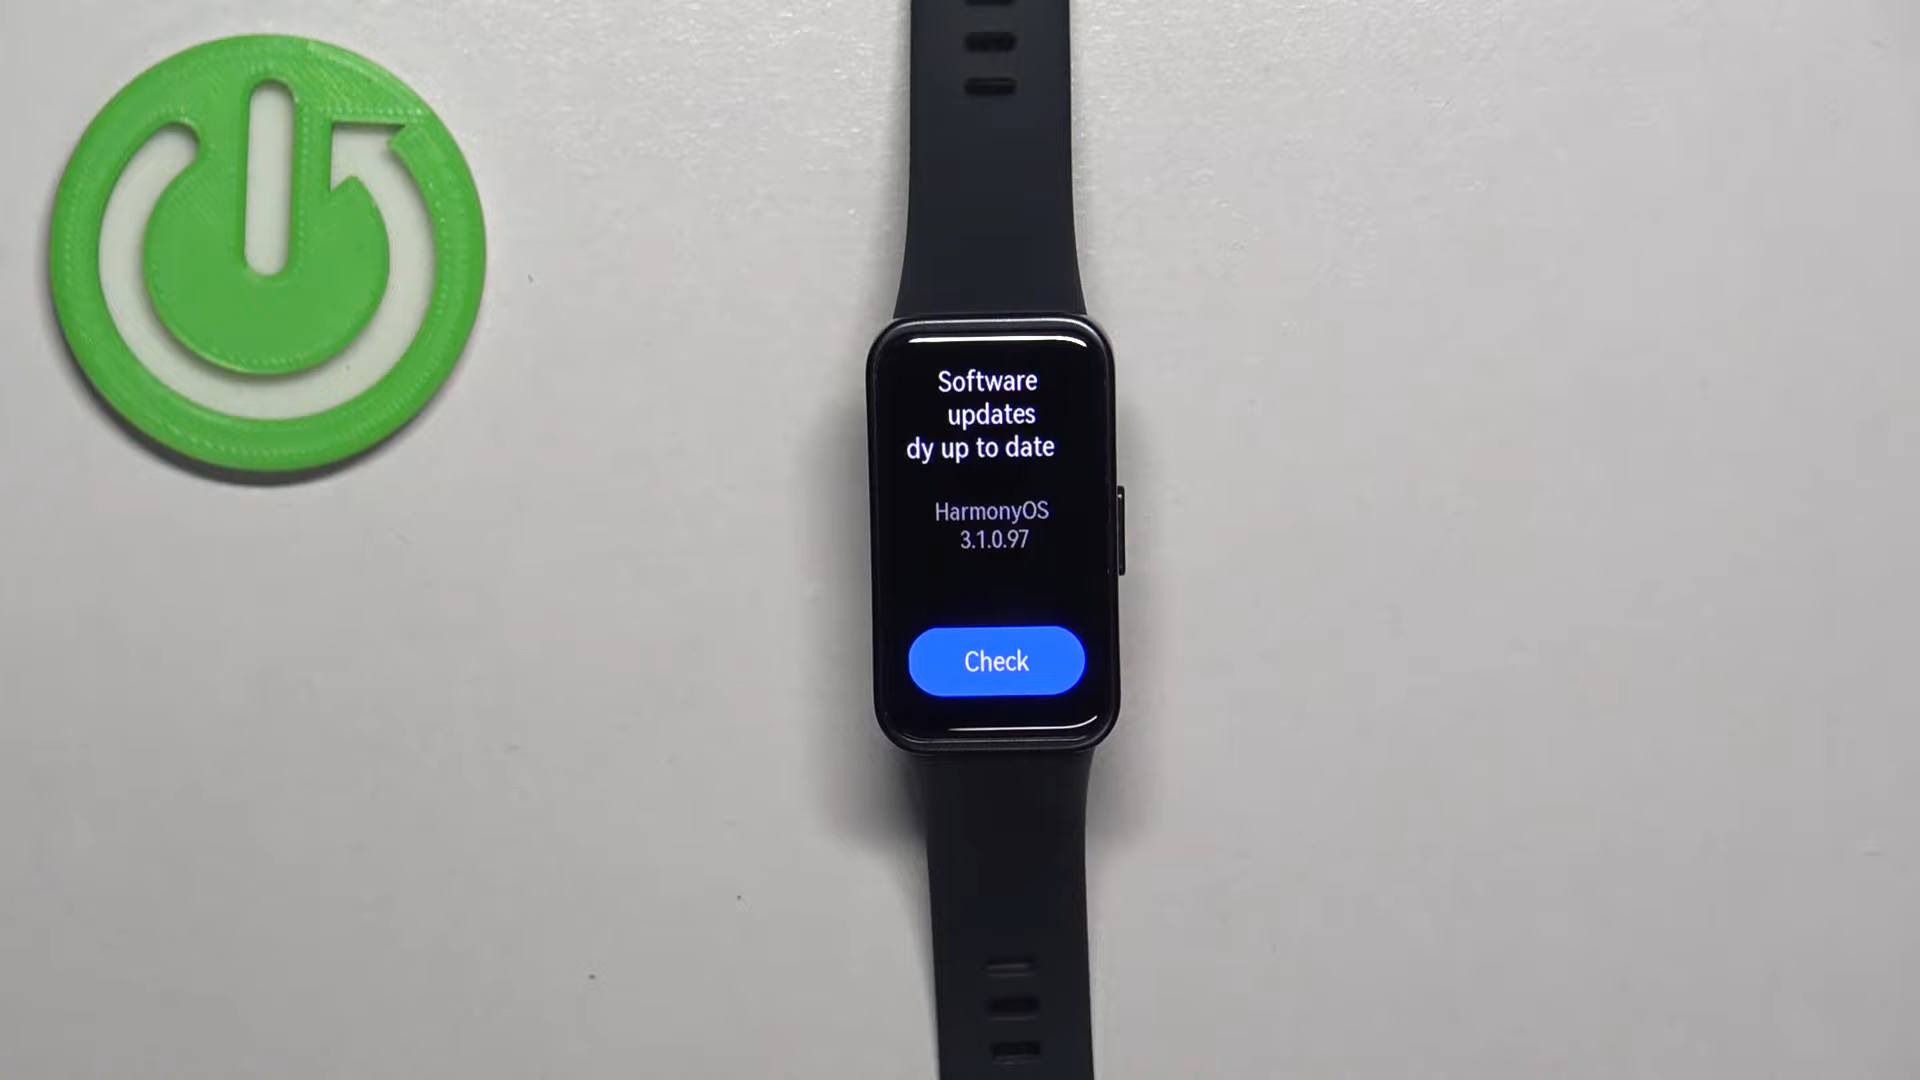 Software
updates
dy up to date
HarmonyOS
3.1.0.97
Check